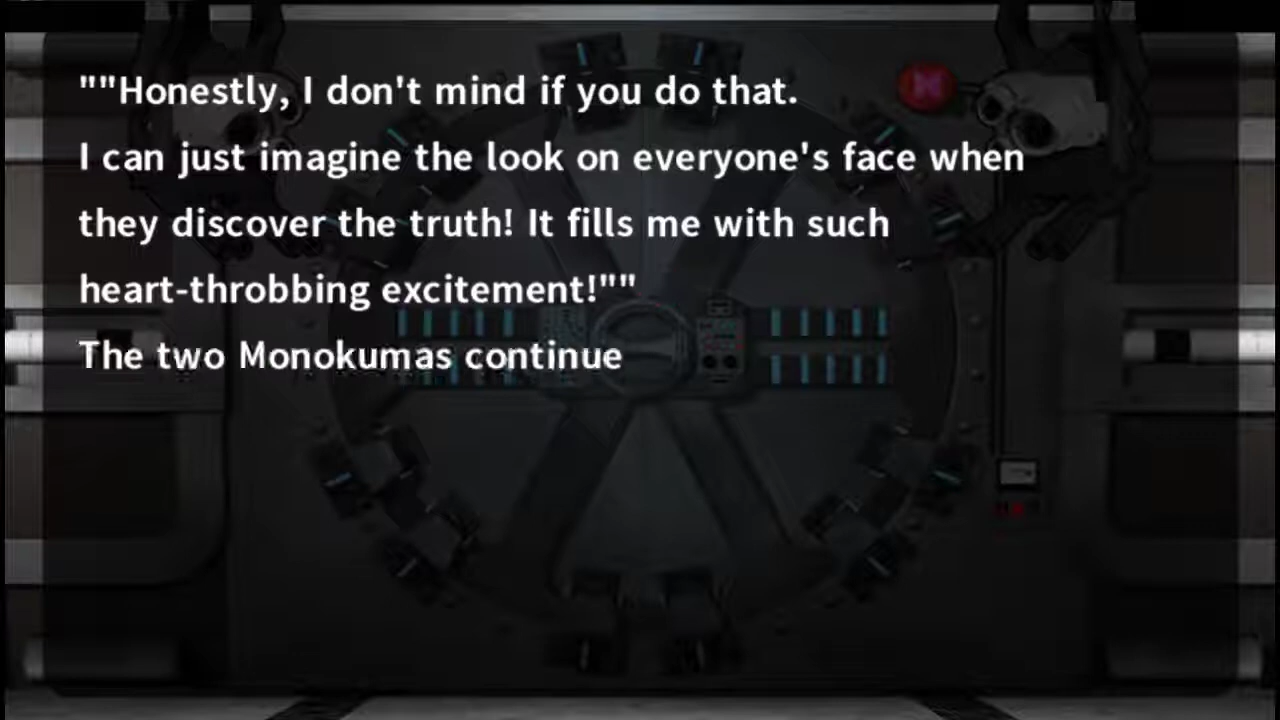 ""Honestly, I don't mind if you do that.
I can just imagine the look on everyone's face when
they discover the truth! It fills me with such
heart-throbbing excitement!""
The two Monokumas continue